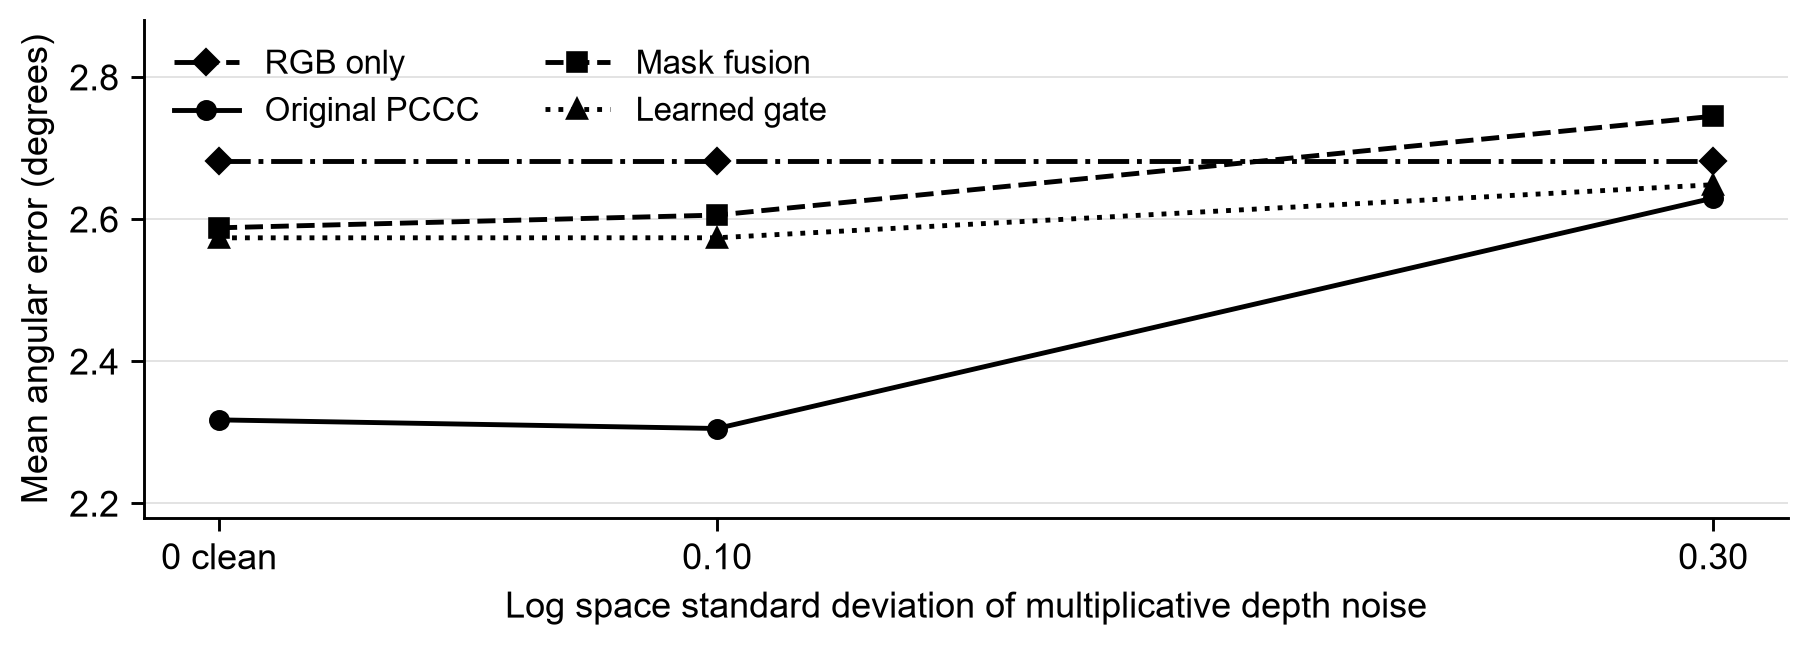 Mean angular error (degrees)
2.8
2.6
2.4
2.2
RGB only
Original PCCC
Mask fusion
Learned gate
0 clean
0.10
0.30
Log space standard deviation of multiplicative depth noise